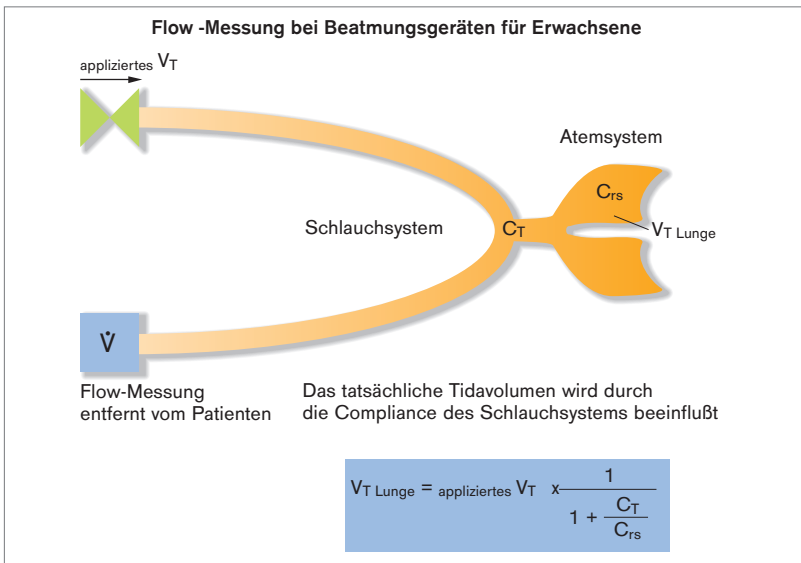 Flow -Messung bei Beatmungsgeräten für Erwachsene
appliziertes VT
Atemsystem
Crs
Schlauchsystem
CT
VT Lunge
V̇
Flow-Messung
entfernt vom Patienten
Das tatsächliche Tidavolumen wird durch
die Compliance des Schlauchsystems beeinflußt
VT Lunge = appliziertes VT x 1
1 + CT
Crs